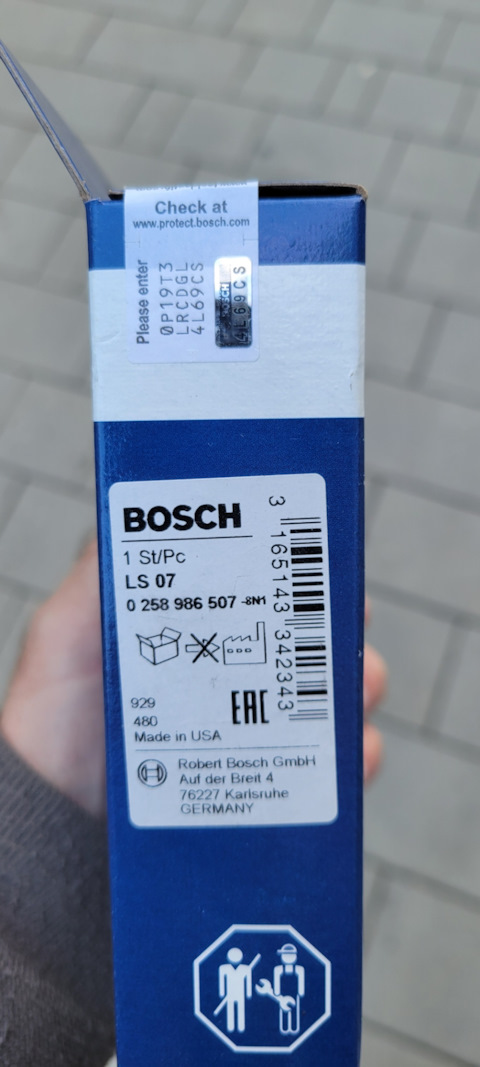 Check at
www.protect.bosch.com
Please enter
0P19T3
LRCDGL
4L69CS
BOSCH
4L69CS
BOSCH
1 St/Pc
LS 07
0 258 986 507 -8N1
3 165143 342343
929
480
EAC
Made in USA
Robert Bosch GmbH
Auf der Breit 4
76227 Karlsruhe
GERMANY